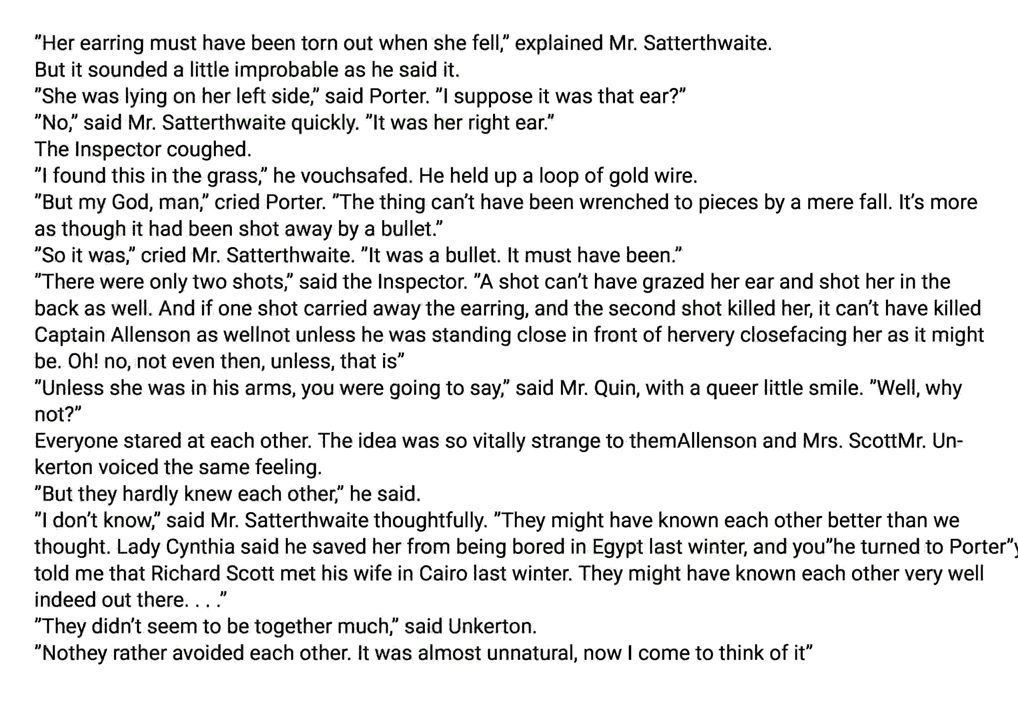 ”Her earring must have been torn out when she fell,” explained Mr. Satterthwaite.
But it sounded a little improbable as he said it.
”She was lying on her left side,” said Porter. ”I suppose it was that ear?”
”No,” said Mr. Satterthwaite quickly. ”It was her right ear.”
The Inspector coughed.
”I found this in the grass,” he vouchsafed. He held up a loop of gold wire.
”But my God, man,” cried Porter. ”The thing can’t have been wrenched to pieces by a mere fall. It’s more
as though it had been shot away by a bullet.”
”So it was,” cried Mr. Satterthwaite. ”It was a bullet. It must have been.”
”There were only two shots,” said the Inspector. ”A shot can’t have grazed her ear and shot her in the
back as well. And if one shot carried away the earring, and the second shot killed her, it can’t have killed
Captain Allenson as wellnot unless he was standing close in front of hervery closefacing her as it might
be. Oh! no, not even then, unless, that is”
”Unless she was in his arms, you were going to say,” said Mr. Quin, with a queer little smile. ”Well, why
not?”
Everyone stared at each other. The idea was so vitally strange to themAllenson and Mrs. ScottMr. Un-
kerton voiced the same feeling.
”But they hardly knew each other,” he said.
”I don’t know,” said Mr. Satterthwaite thoughtfully. ”They might have known each other better than we
thought. Lady Cynthia said he saved her from being bored in Egypt last winter, and you”he turned to Porter”y
told me that Richard Scott met his wife in Cairo last winter. They might have known each other very well
indeed out there. . . .”
”They didn’t seem to be together much,” said Unkerton.
”Nothey rather avoided each other. It was almost unnatural, now I come to think of it”